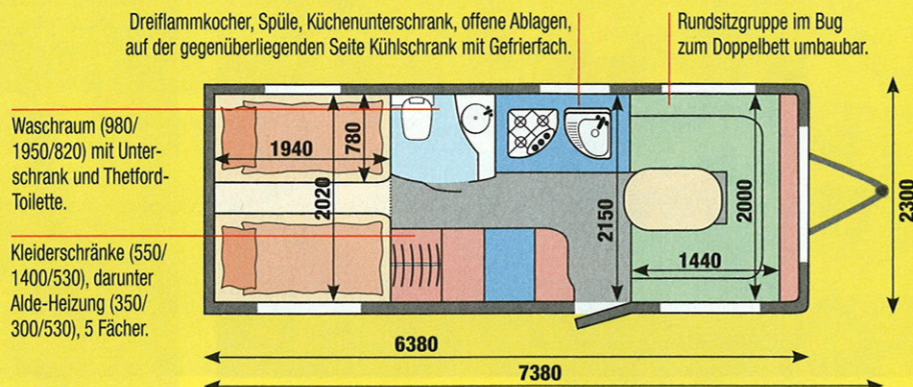 Dreiflammkocher, Spüle, Küchenunterschrank, offene Ablagen,
auf der gegenüberliegenden Seite Kühlschrank mit Gefrierfach.
Rundsitzgruppe im Bug
zum Doppelbett umbaubar.
Waschraum (980/
1950/820) mit Unter-
schrank und Thetford-
Toilette.
Kleiderschränke (550/
1400/530), darunter
Alde-Heizung (350/
300/530), 5 Fächer.
1940
780
2020
2150
2000
1440
2300
6380
7380